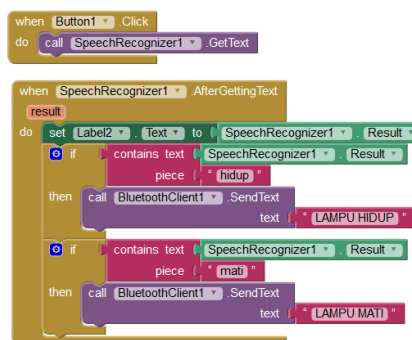 when Button1 .Click
do call SpeechRecognizer1 .GetText
when SpeechRecognizer1 .AfterGettingText
result
do set Label2 . Text to SpeechRecognizer1 . Result
if contains text SpeechRecognizer1 . Result
piece " hidup "
then call BluetoothClient1 .SendText
text " LAMPU HIDUP "
if contains text SpeechRecognizer1 . Result
piece " mati "
then call BluetoothClient1 .SendText
text " LAMPU MATI "